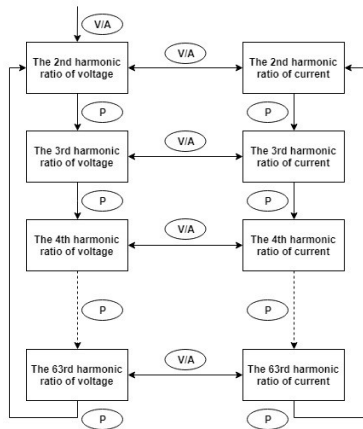 V/A
The 2nd harmonic
ratio of voltage
V/A
The 2nd harmonic
ratio of current
P
P
The 3rd harmonic
ratio of voltage
V/A
The 3rd harmonic
ratio of current
P
P
The 4th harmonic
ratio of voltage
V/A
The 4th harmonic
ratio of current
P
P
The 63rd harmonic
ratio of voltage
V/A
The 63rd harmonic
ratio of current
P
P